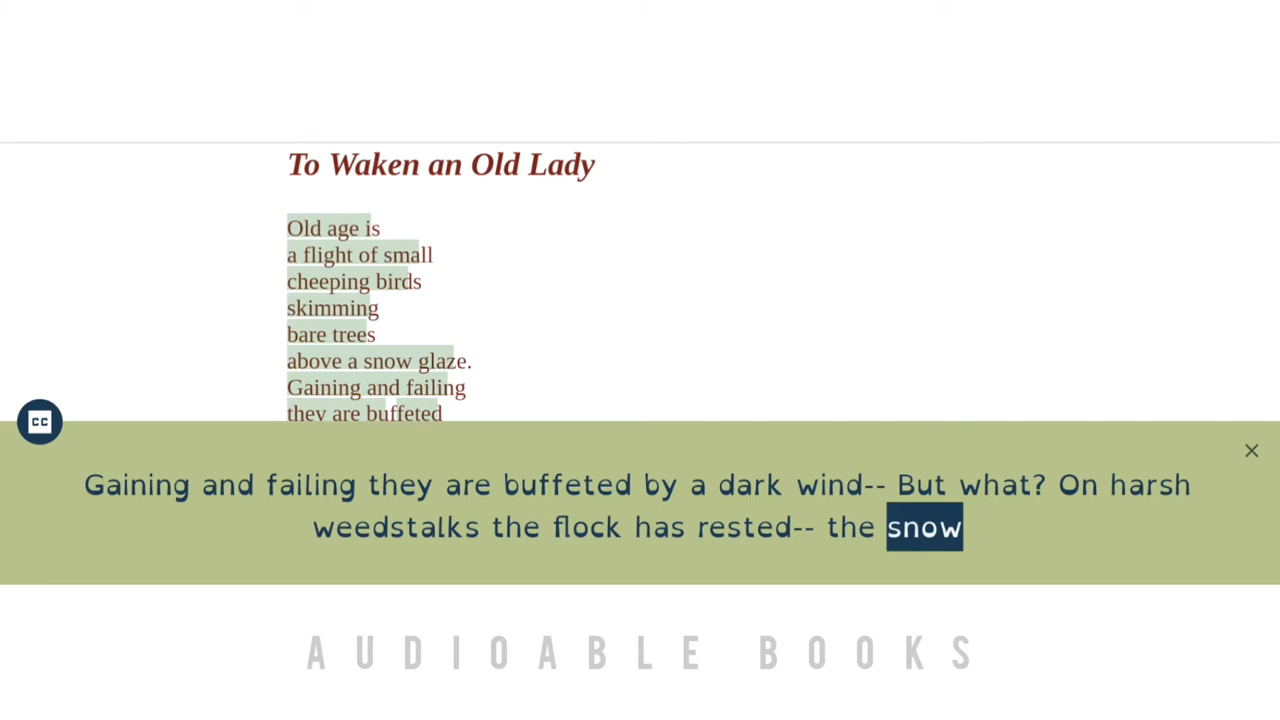 To Waken an Old Lady
Old age is
a flight of small
cheeping birds
skimming
bare trees
above a snow glaze.
Gaining and failing
they are buffeted
CC
Gaining and failing they are buffeted by a dark wind-- But what? On harsh
weedstalks the flock has rested-- the snow
AUDIOABLE BOOKS